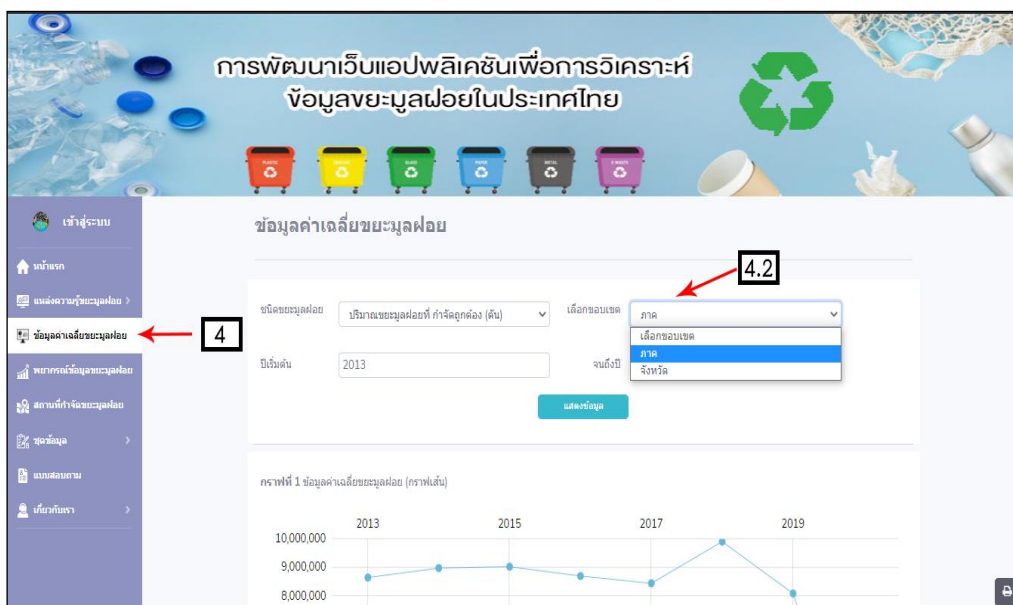 การพัฒนาเว็บแอปพลิเคชันเพื่อการวิเคราะห์
ข้อมูลขยะมูลฝอยในประเทศไทย
PLASTIC
GLASS
PAPER
METAL
E-WASTE
เข้าสู่ระบบ
หน้าแรก
แหล่งความรู้ขยะมูลฝอย
ข้อมูลค่าเฉลี่ยขยะมูลฝอย
พยากรณ์ข้อมูลขยะมูลฝอย
สถานที่กำจัดขยะมูลฝอย
ชุดข้อมูล
แบบสอบถาม
เกี่ยวกับเรา
4
ข้อมูลค่าเฉลี่ยขยะมูลฝอย
4.2
ชนิดขยะมูลฝอย
ปริมาณขยะมูลฝอยที่ กำจัดถูกต้อง (ตัน)
เลือกขอบเขต
ภาค
เลือกขอบเขต
ภาค
จังหวัด
ปีเริ่มต้น
2013
จนถึงปี
แสดงข้อมูล
กราฟที่ 1 ข้อมูลค่าเฉลี่ยขยะมูลฝอย (กราฟเส้น)
2013 2015 2017 2019
10,000,000
9,000,000
8,000,000